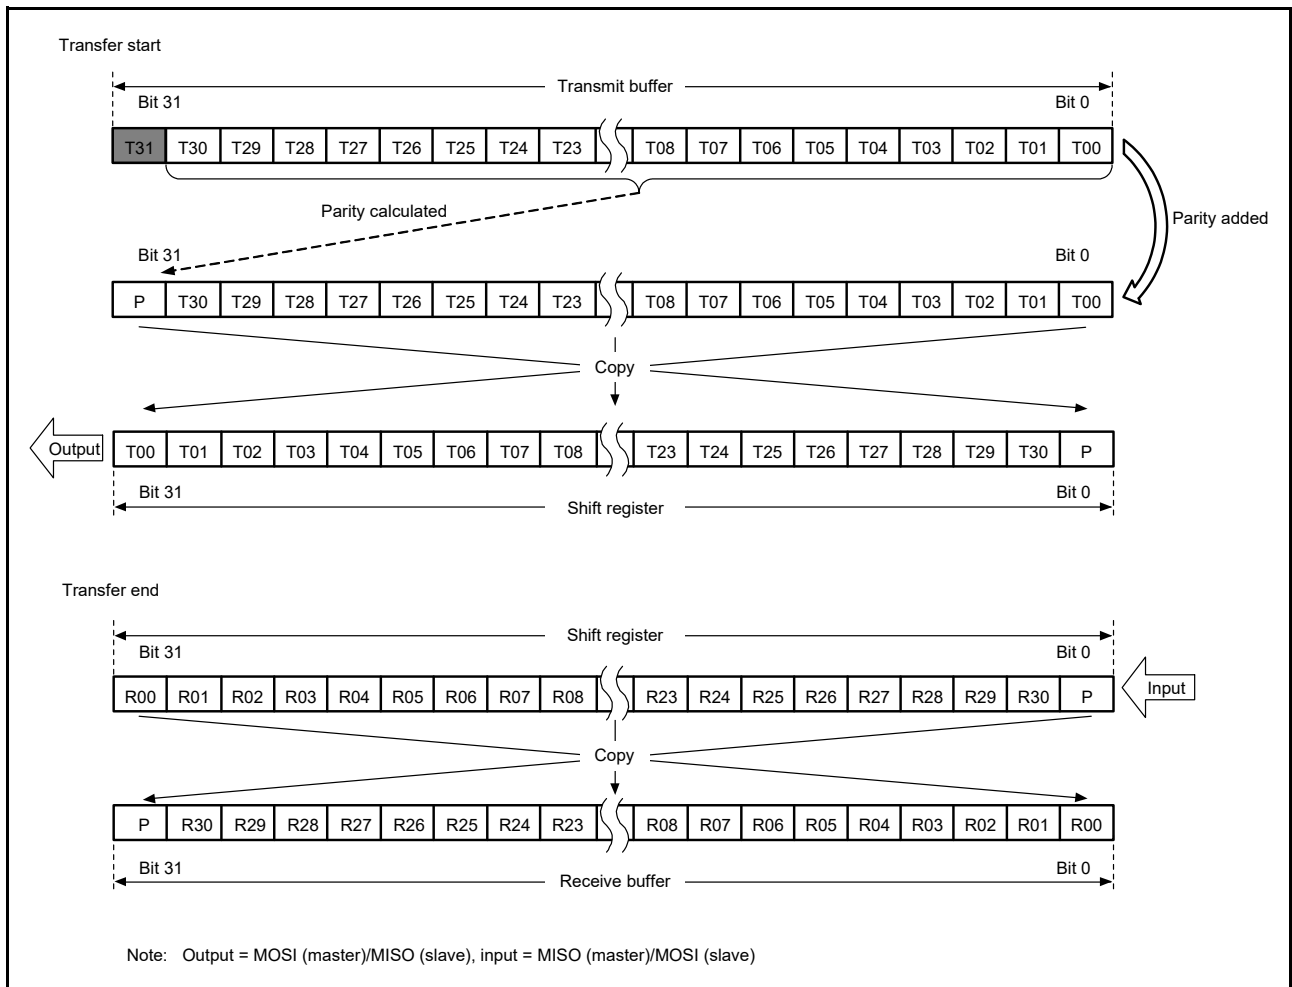 Transfer start
Transmit buffer
Bit 31 Bit 0
T31 T30 T29 T28 T27 T26 T25 T24 T23 T08 T07 T06 T05 T04 T03 T02 T01 T00
Parity calculated
Parity added
Bit 31 Bit 0
P T30 T29 T28 T27 T26 T25 T24 T23 T08 T07 T06 T05 T04 T03 T02 T01 T00
Copy
Output
T00 T01 T02 T03 T04 T05 T06 T07 T08 T23 T24 T25 T26 T27 T28 T29 T30 P
Bit 31 Bit 0
Shift register
Transfer end
Shift register
Bit 31 Bit 0
R00 R01 R02 R03 R04 R05 R06 R07 R08 R23 R24 R25 R26 R27 R28 R29 R30 P
Input
Copy
P R30 R29 R28 R27 R26 R25 R24 R23 R08 R07 R06 R05 R04 R03 R02 R01 R00
Bit 31 Bit 0
Receive buffer
Note: Output = MOSI (master)/MISO (slave), input = MISO (master)/MOSI (slave)